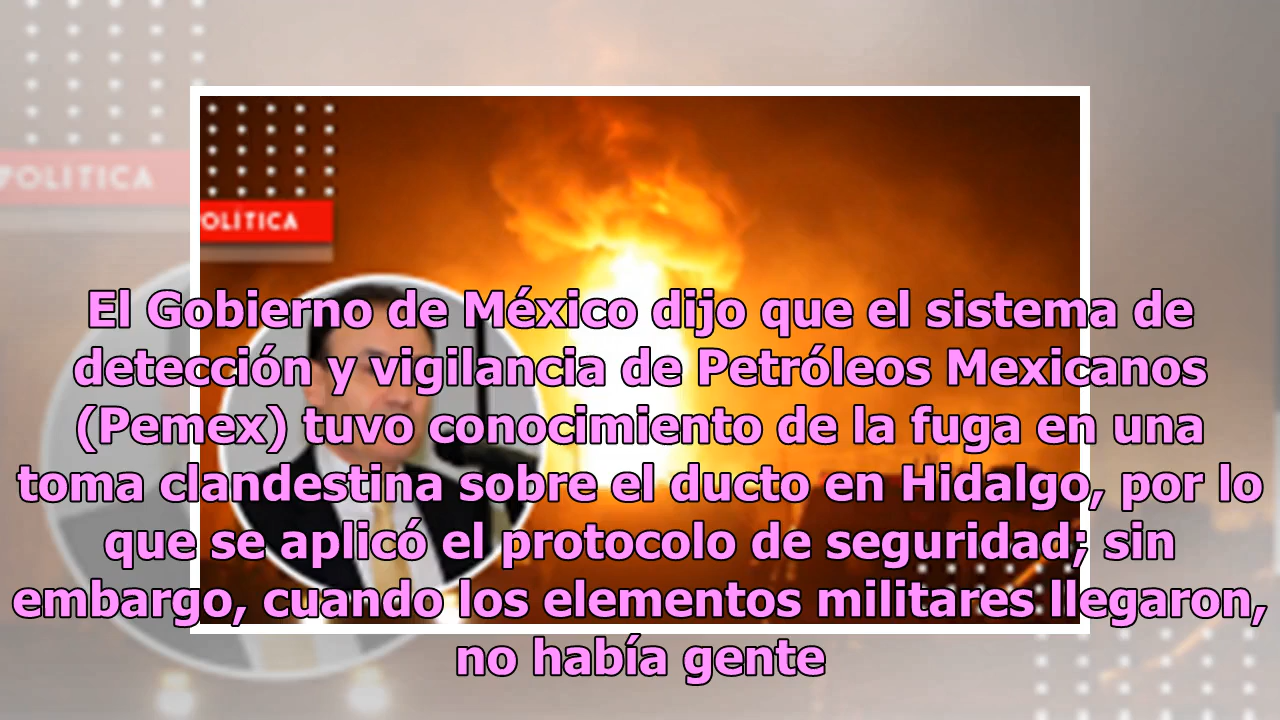 POLITICA
OLÍTICA
El Gobierno de México dijo que el sistema de
detección y vigilancia de Petróleos Mexicanos
(Pemex) tuvo conocimiento de la fuga en una
toma clandestina sobre el ducto en Hidalgo, por lo
que se aplicó el protocolo de seguridad; sin
embargo, cuando los elementos militares llegaron,
no había gente